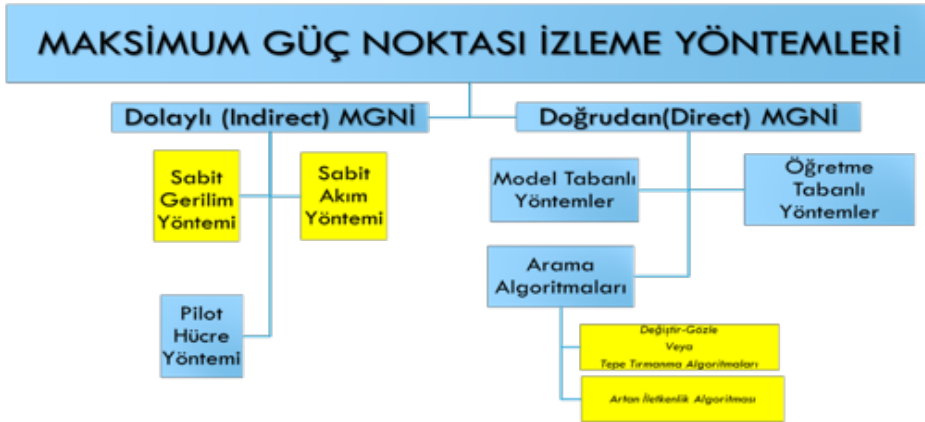 MAKSİMUM GÜÇ NOKTASI İZLEME YÖNTEMLERİ
Dolaylı (Indirect) MGNİ
Doğrudan(Direct) MGNİ
Sabit
Gerilim
Yöntemi
Sabit
Akım
Yöntemi
Pilot
Hücre
Yöntemi
Model Tabanlı
Yöntemler
Öğretme
Tabanlı
Yöntemler
Arama
Algoritmaları
Değiştir-Gözle
Veya
Tepe Tırmanma Algoritmaları
Artan İletkenlik Algoritması